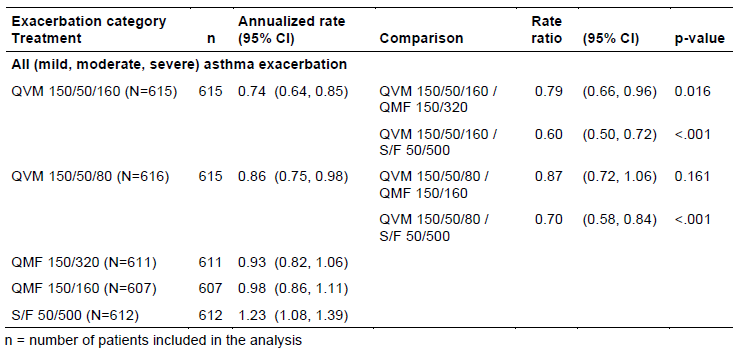 Exacerbation category Annualized rate Rate
Treatment n (95% CI) Comparison ratio (95% CI) p-value
All (mild, moderate, severe) asthma exacerbation
QVM 150/50/160 (N=615) 615 0.74 (0.64, 0.85) QVM 150/50/160 / 0.79 (0.66, 0.96) 0.016
QMF 150/320
QVM 150/50/160 / 0.60 (0.50, 0.72) <.001
S/F 50/500
QVM 150/50/80 (N=616) 615 0.86 (0.75, 0.98) QVM 150/50/80 / 0.87 (0.72, 1.06) 0.161
QMF 150/160
QVM 150/50/80 / 0.70 (0.58, 0.84) <.001
S/F 50/500
QMF 150/320 (N=611) 611 0.93 (0.82, 1.06)
QMF 150/160 (N=607) 607 0.98 (0.86, 1.11)
S/F 50/500 (N=612) 612 1.23 (1.08, 1.39)
n = number of patients included in the analysis